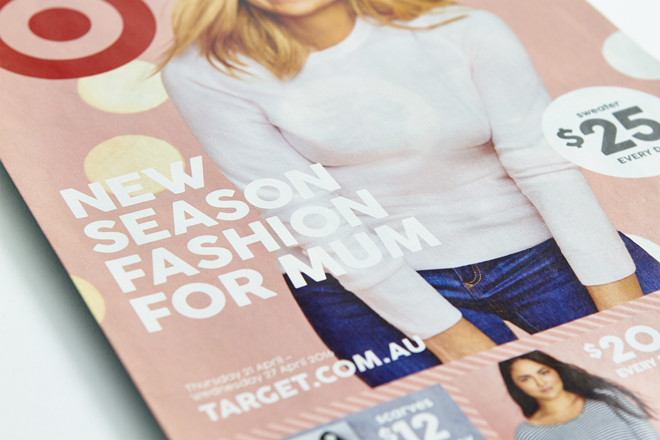 sweater
$25
EVERY D
NEW
SEASON
FASHION
FOR MUM
Thursday 21 April –
Wednesday 27 April 2016
TARGET.COM.AU
$20
EVERY
scarves
$12